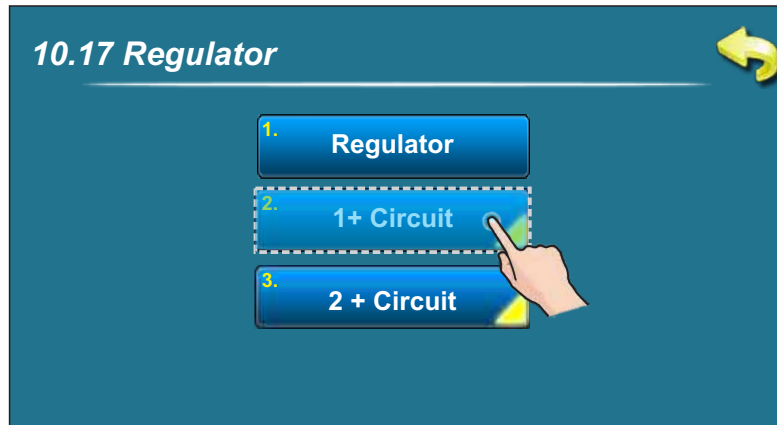 10.17 Regulator
1.
Regulator
2.
1+ Circuit
3.
2 + Circuit